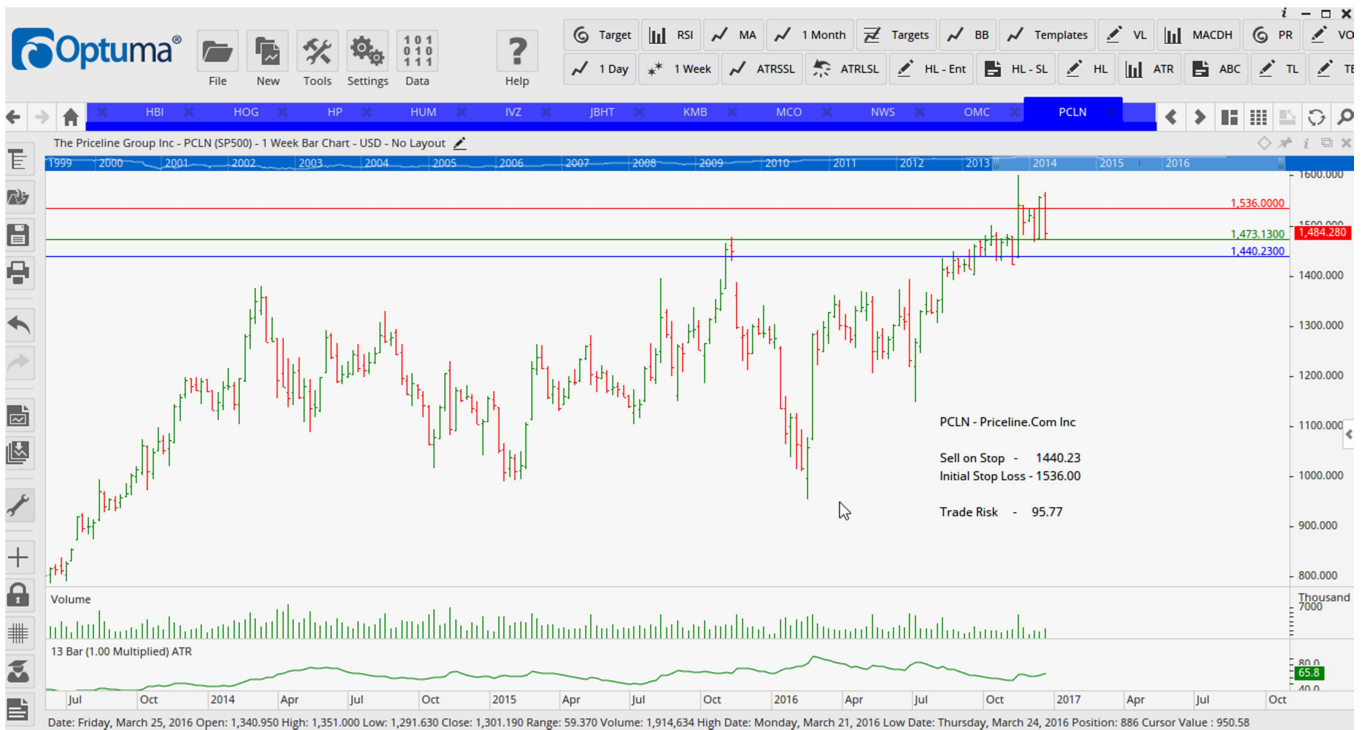 i
Optuma®
File
New
Tools
Settings
101
010
111
Data
?
Help
Target
RSI
MA
1 Month
Targets
BB
Templates
VL
MACDH
PR
1 Day
1 Week
ATRSSL
ATRLSL
HL - Ent
HL - SL
HL
ATR
ABC
TL
HBI HOG HP HUM IVZ JBHT KMB MCO NWS OMC PCLN
The Priceline Group Inc - PCLN (SP500) - 1 Week Bar Chart - USD - No Layout
1999 2000 2001 2002 2003 2004 2005 2006 2007 2008 2009 2010 2011 2012 2013 2014 2015 2016
1600.000
1,536.0000
1500.000
1,484.280
1,473.1300
1,440.2300
1400.000
1300.000
1200.000
1100.000
1000.000
900.000
800.000
PCLN - Priceline.Com Inc
Sell on Stop - 1440.23
Initial Stop Loss - 1536.00
Trade Risk - 95.77
Volume
Thousand
7000
13 Bar (1.00 Multiplied) ATR
80.0
65.8
40.0
Jul Oct 2014 Apr Jul Oct 2015 Apr Jul Oct 2016 Apr Jul Oct 2017 Apr Jul Oct
Date: Friday, March 25, 2016 Open: 1,340.950 High: 1,351.000 Low: 1,291.630 Close: 1,301.190 Range: 59.370 Volume: 1,914,634 High Date: Monday, March 21, 2016 Low Date: Thursday, March 24, 2016 Position: 886 Cursor Value : 950.58